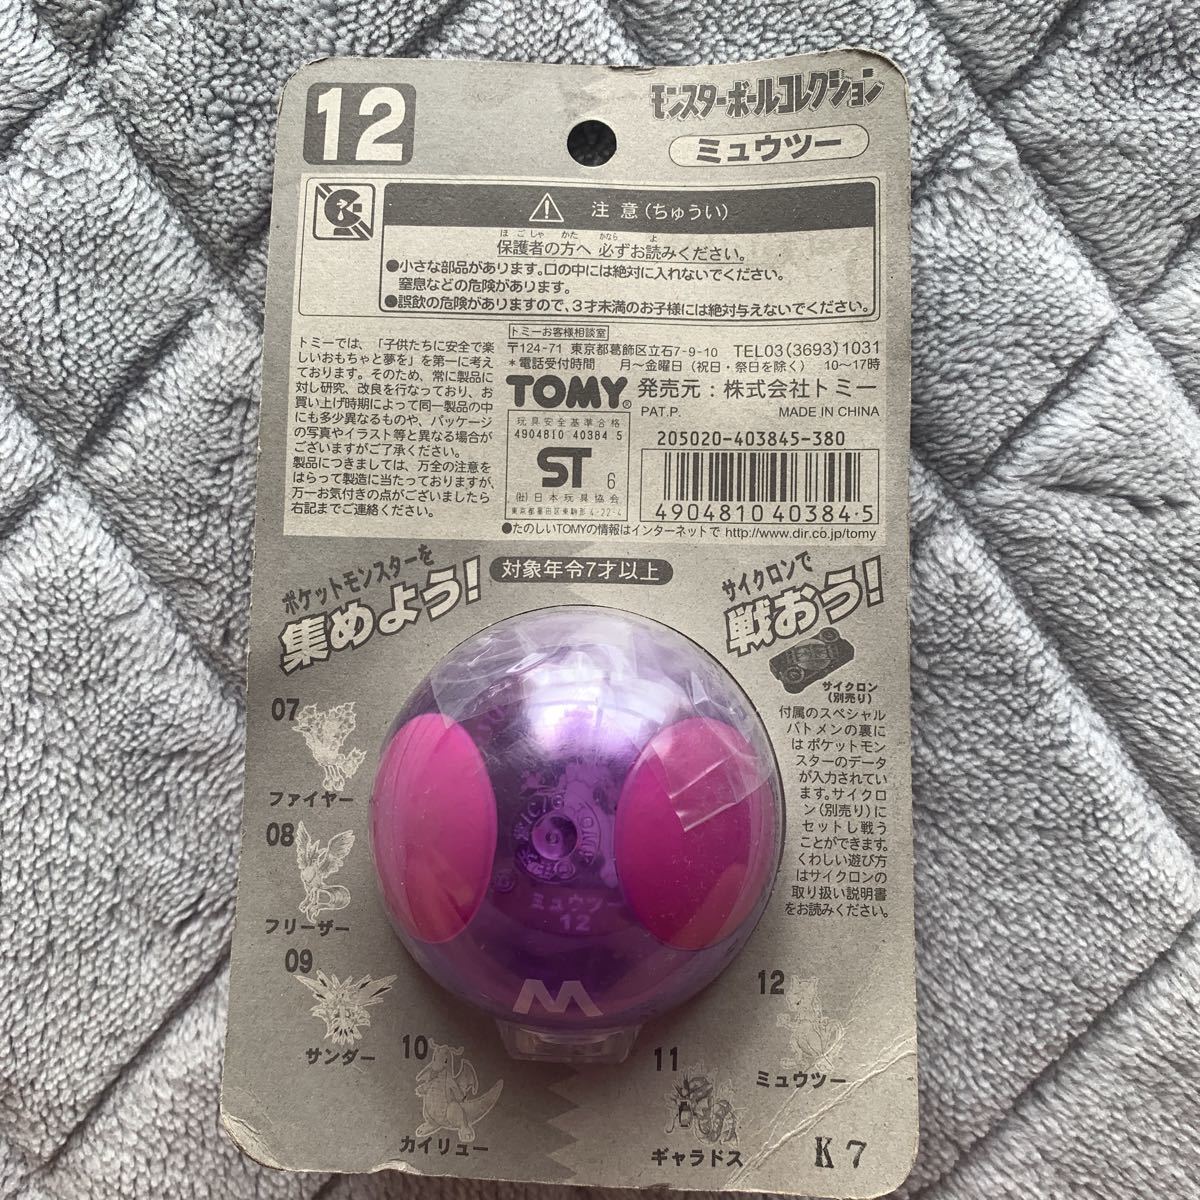 12
モンスターボールコレクション
ミュウツー
注意(ちゅうい)
ほごしゃ かた かなら よ
保護者の方へ 必ずお読みください。
●小さな部品があります。口の中には絶対に入れないでください。
窒息などの危険があります。
●誤飲の危険がありますので、3才未満のお子様には絶対与えないでください。
トミーでは、「子供たちに安全で楽
しいおもちゃと夢を」を第一に考え
ております。そのため、常に製品に
対し研究、改良を行なっており、お
買い上げ時期によって同一製品の中
にも多少異なるものや、パッケージ
の写真やイラスト等と異なる場合が
ございますがご了承ください。
製品につきましては、万全の注意を
はらって製造に当たっておりますが、
万一お気付きの点がございましたら
右記までご連絡ください。
トミーお客様相談室
〒124-71 東京都葛飾区立石7-9-10 TEL03(3693)1031
*電話受付時間 月〜金曜日(祝日・祭日を除く) 10〜17時
TOMY® 発売元:株式会社トミー
PAT.P. MADE IN CHINA
玩具安全基準合格
4904810 40384 5
ST 6
(社)日本玩具協会
東京都墨田区東駒形4-22-4
205020-403845-380
4904810 40384·5
●たのしいTOMYの情報はインターネットで http://www.dir.co.jp/tomy
ポケットモンスターを
集めよう!
対象年令7才以上
サイクロンで
戦おう!
サイクロン
(別売り)
付属のスペシャル
バトメンの裏に
はポケットモン
スターのデータ
が入力されてい
ます。サイクロ
ン(別売り)に
セットし戦う
ことができます。
くわしい遊び方
はサイクロンの
取り扱い説明書
をお読みください。
07
ファイヤー
08
フリーザー
09
サンダー
10
カイリュー
11
ギャラドス
12
ミュウツー
ミュウツー
12
M
K7